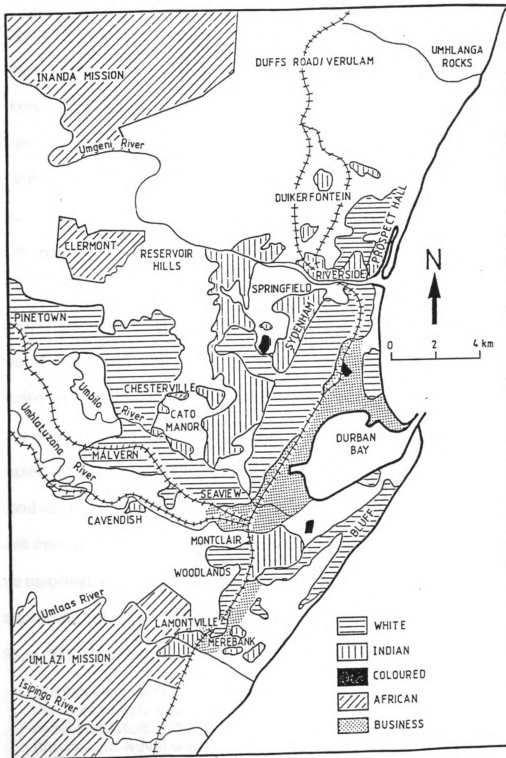 UMHLANGA
ROCKS
DUFFS ROAD/VERULAM
INANDA MISSION
Umgeni River
DUIKERFONTEIN
PROSPECT HALL
CLERMONT
RESERVOIR
HILLS
RIVERSIDE
N
SPRINGFIELD
SYDENHAM
PINETOWN
0 2 4 km
CHESTERVILLE
Umbilo
River
CATO
MANOR
Umhlatuzana
River
DURBAN
BAY
MALVERN
SEAVIEW
CAVENDISH
MONTCLAIR
BLUFF
WOODLANDS
Umlaas River
LAMONTVILLE
MEREBANK
UMLAZI MISSION
Isipingo River
WHITE
INDIAN
COLOURED
AFRICAN
BUSINESS